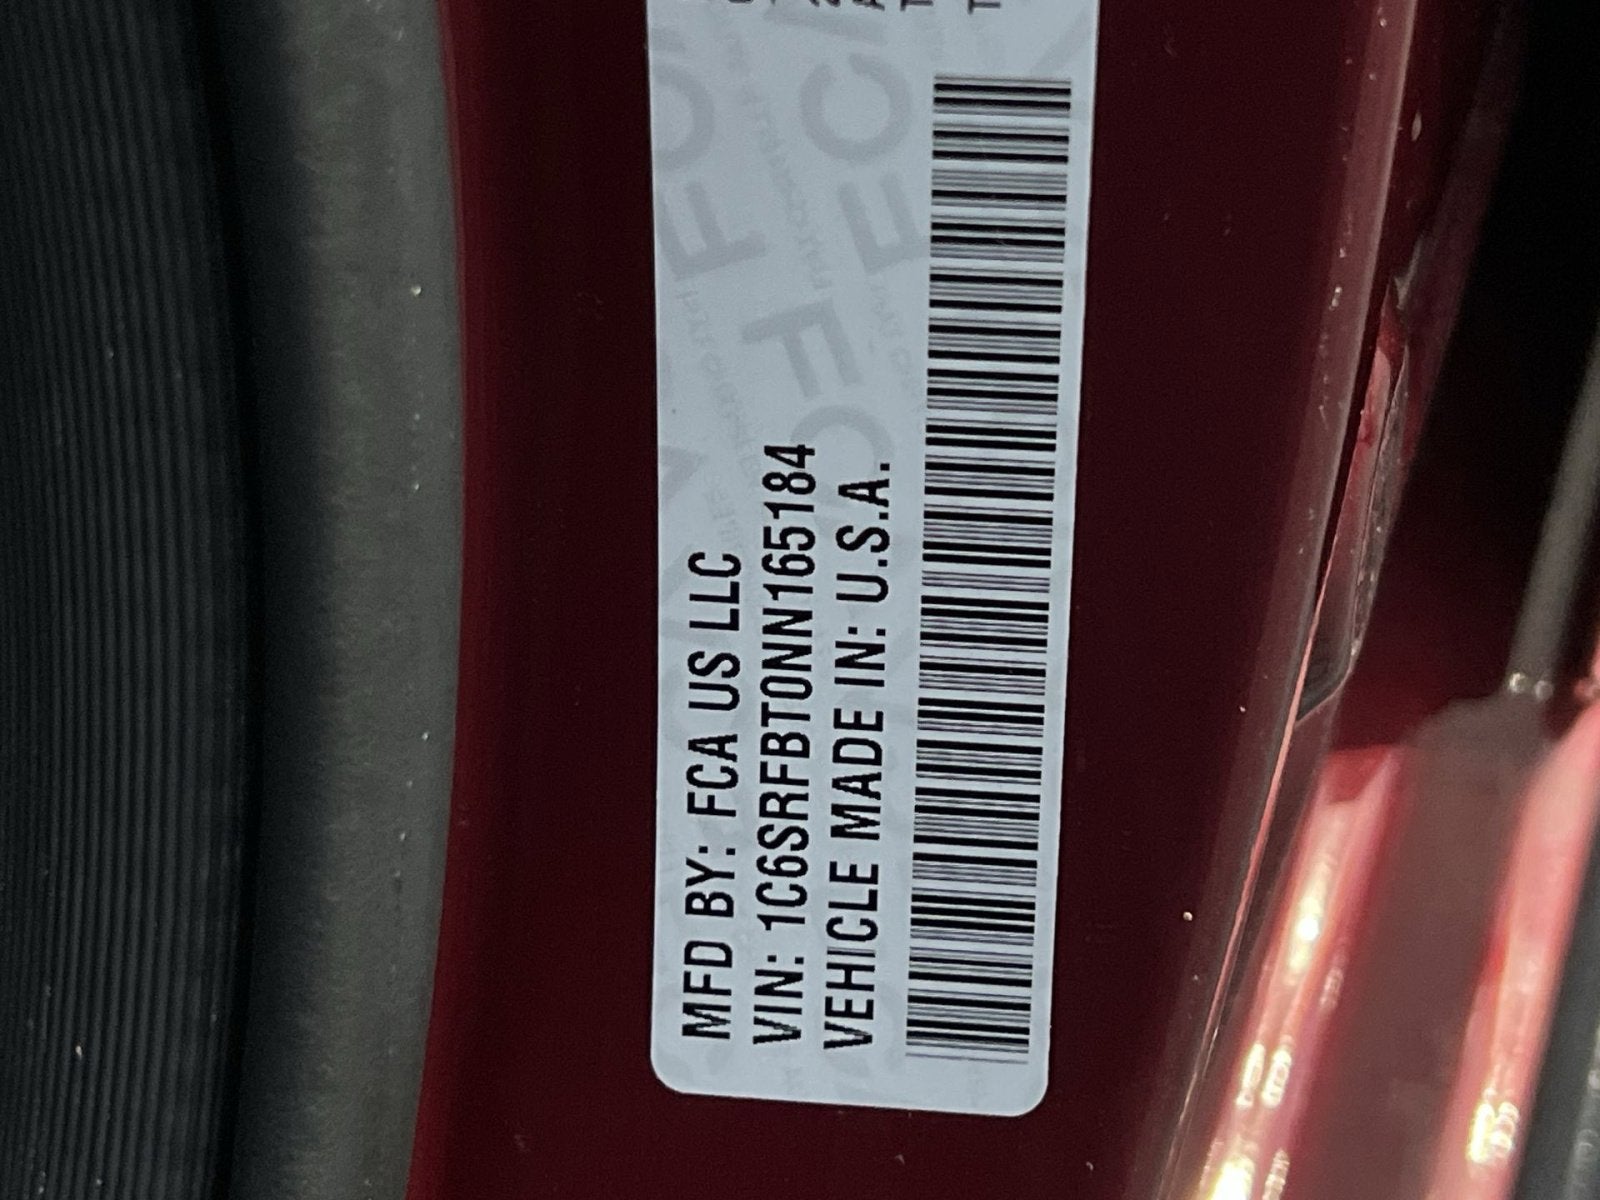 MFD BY: FCA US LLC
VIN: 1C6SRFBT0NN165184
VEHICLE MADE IN: U.S.A.